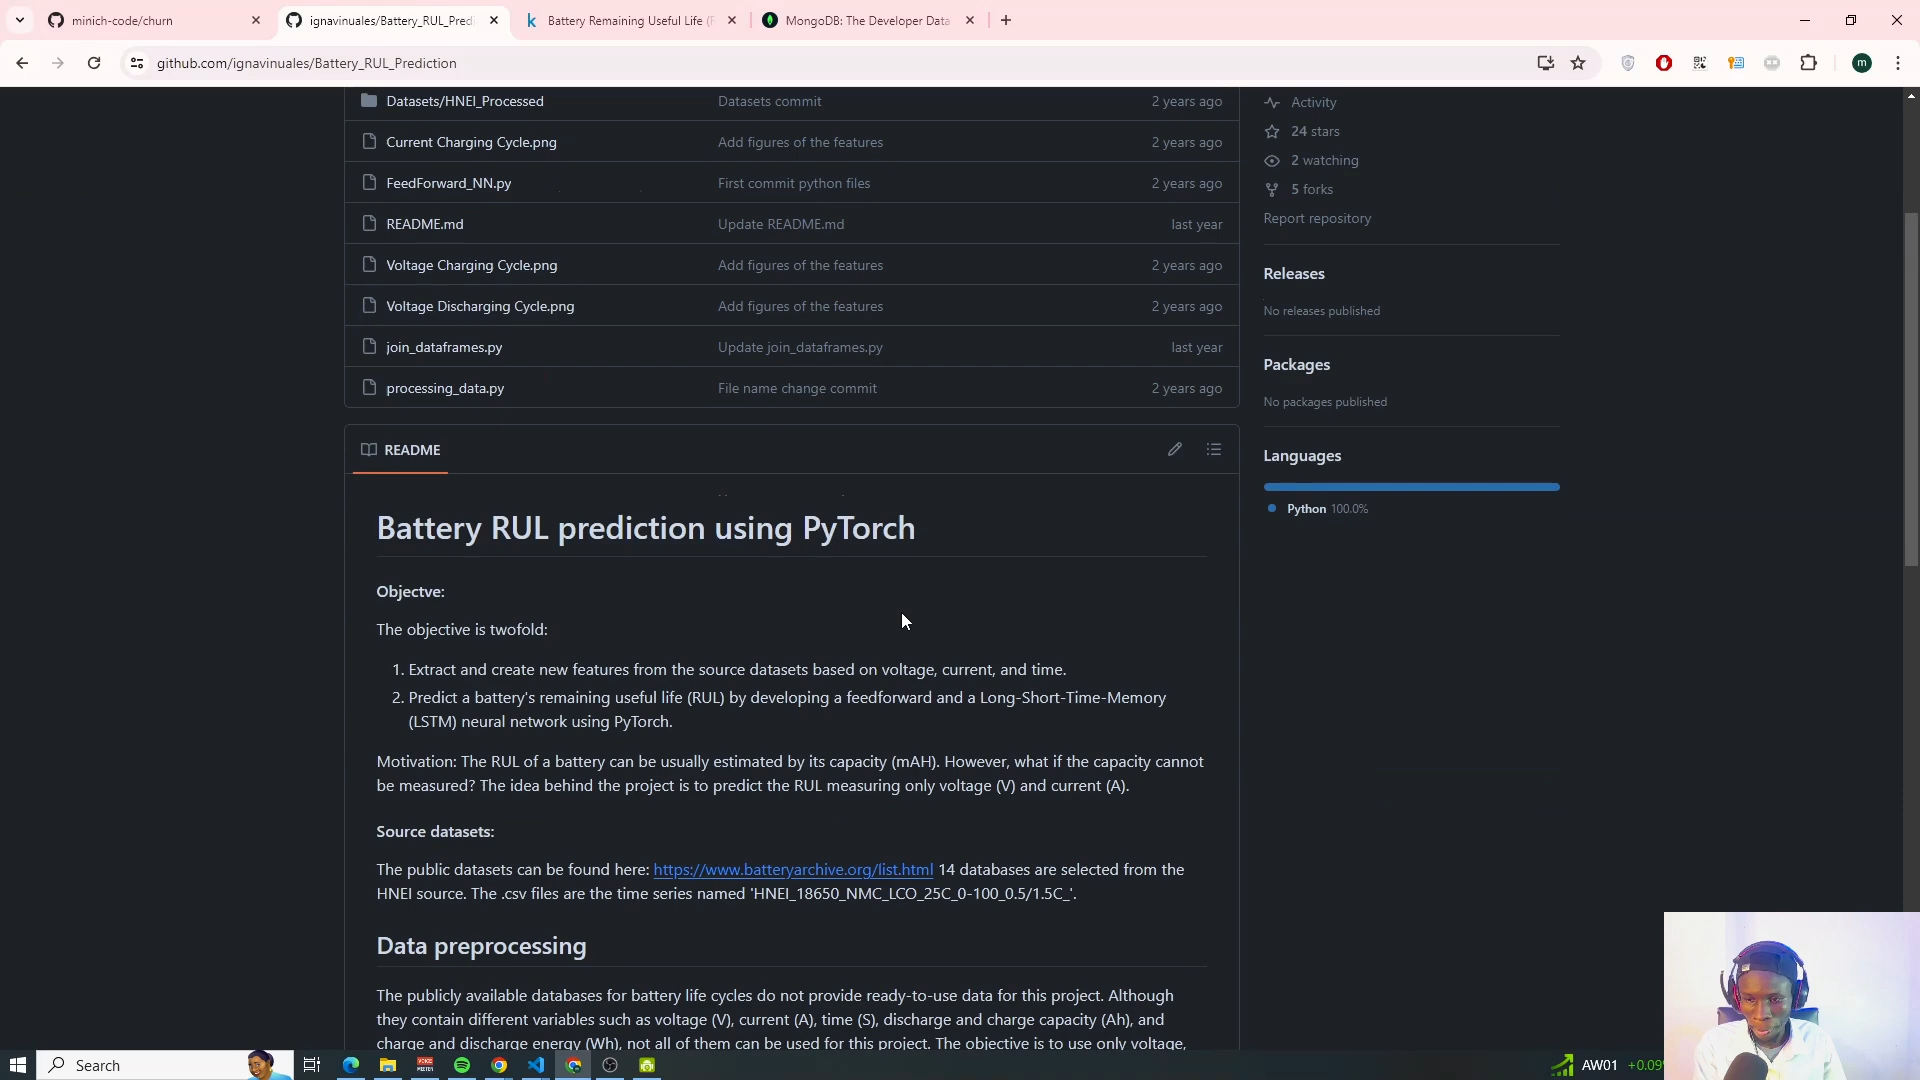 minich-code/churn
ignavinuales/Battery_RUL_Pred
Battery Remaining Useful Life (
MongoDB: The Developer Data
github.com/ignavinuales/Battery_RUL_Prediction
m
Datasets/HNEI_Processed Datasets commit 2 years ago
Current Charging Cycle.png Add figures of the features 2 years ago
FeedForward_NN.py First commit python files 2 years ago
README.md Update README.md last year
Voltage Charging Cycle.png Add figures of the features 2 years ago
Voltage Discharging Cycle.png Add figures of the features 2 years ago
join_dataframes.py Update join_dataframes.py last year
processing_data.py File name change commit 2 years ago
Activity
24 stars
2 watching
5 forks
Report repository
Releases
No releases published
Packages
No packages published
Languages
Python 100.0%
README
Battery RUL prediction using PyTorch
Objectve:
The objective is twofold:
1. Extract and create new features from the source datasets based on voltage, current, and time.
2. Predict a battery's remaining useful life (RUL) by developing a feedforward and a Long-Short-Time-Memory
(LSTM) neural network using PyTorch.
Motivation: The RUL of a battery can be usually estimated by its capacity (mAH). However, what if the capacity cannot
be measured? The idea behind the project is to predict the RUL measuring only voltage (V) and current (A).
Source datasets:
The public datasets can be found here: https://www.batteryarchive.org/list.html 14 databases are selected from the
HNEI source. The .csv files are the time series named 'HNEI_18650_NMC_LCO_25C_0-100_0.5/1.5C_'.
Data preprocessing
The publicly available databases for battery life cycles do not provide ready-to-use data for this project. Although
they contain different variables such as voltage (V), current (A), time (S), discharge and charge capacity (Ah), and
charge and discharge energy (Wh), not all of them can be used for this project. The objective is to use only voltage,
Search
AW01 +0.09